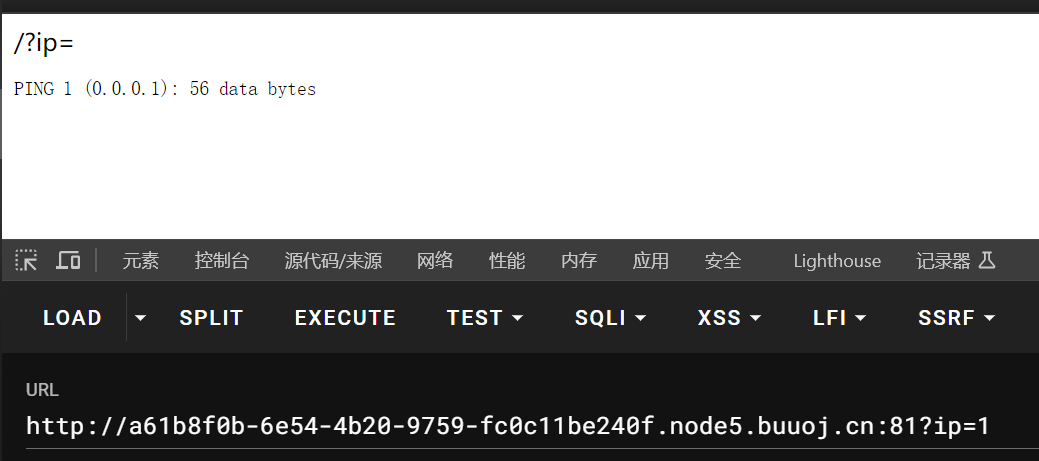 /?ip=
PING 1 (0.0.0.1): 56 data bytes
元素 控制台 源代码/来源 网络 性能 内存 应用 安全 Lighthouse 记录器
LOAD SPLIT EXECUTE TEST SQLI XSS LFI SSRF
URL
http://a61b8f0b-6e54-4b20-9759-fc0c11be240f.node5.buuoj.cn:81?ip=1